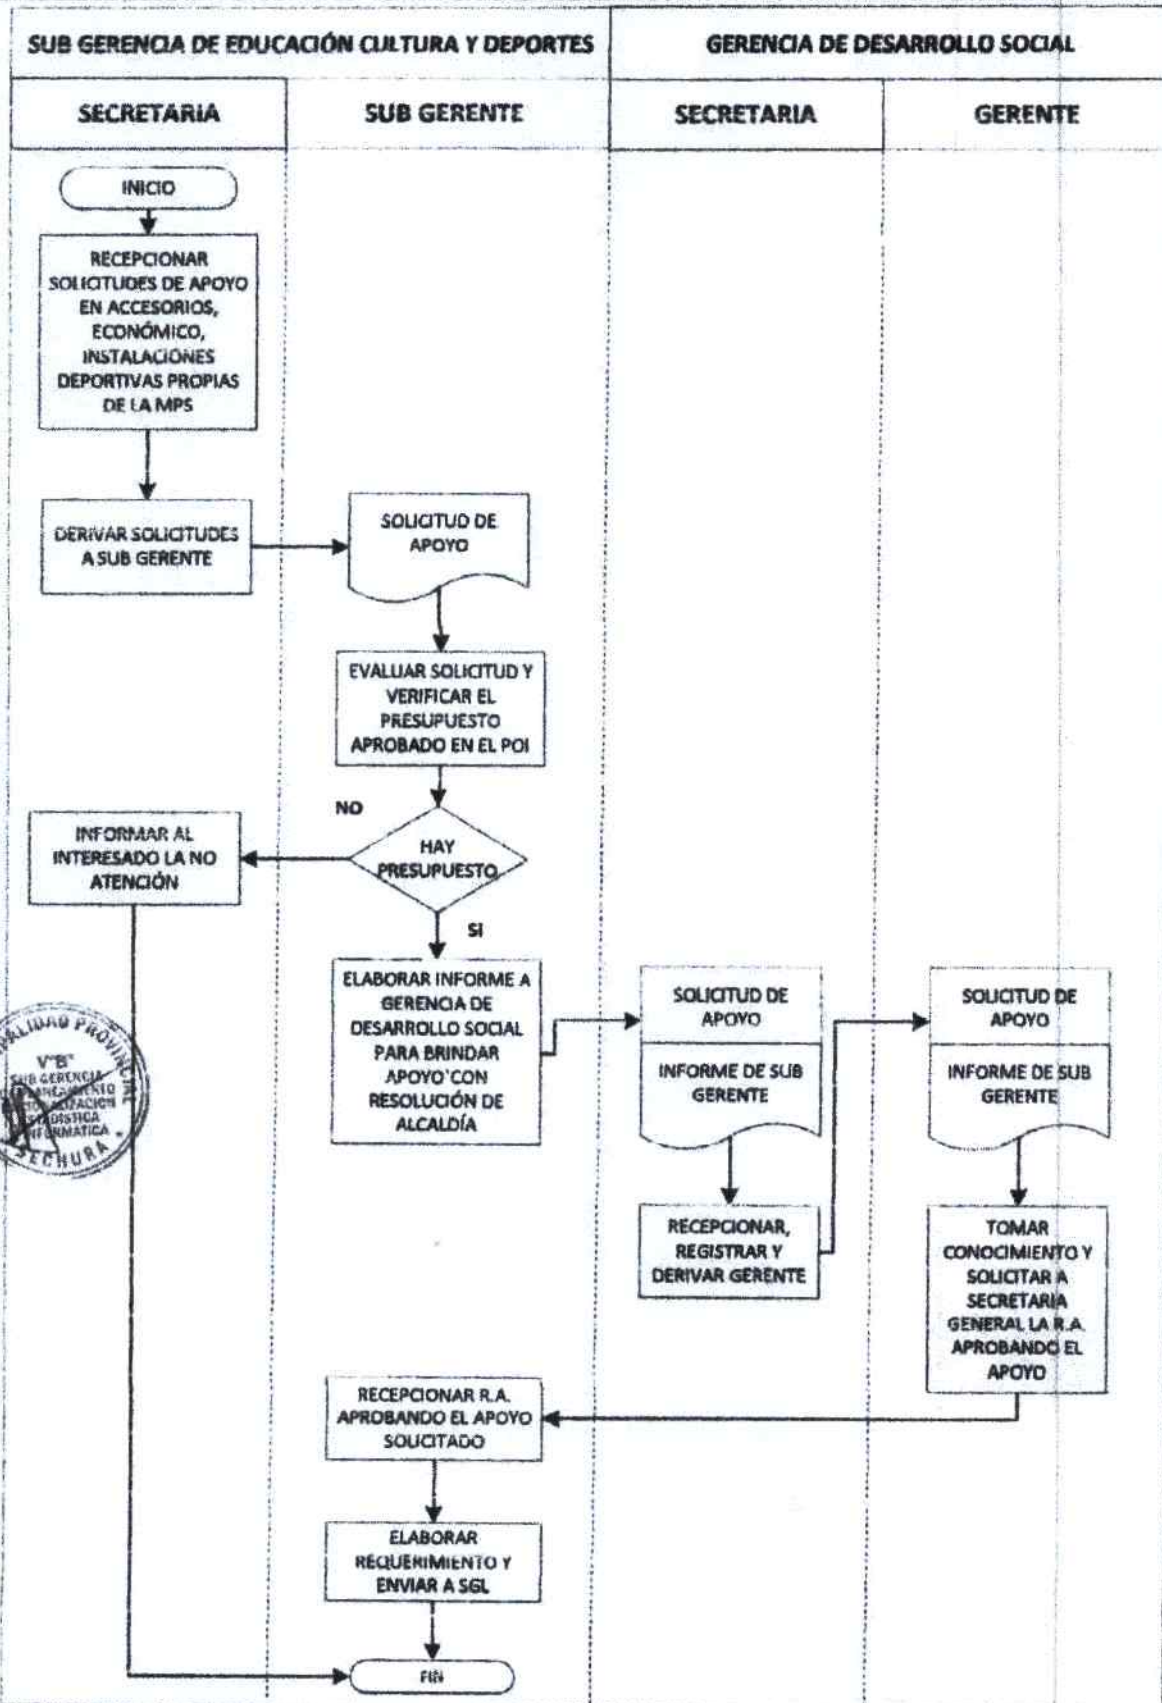 SUB GERENCIA DE EDUCACIÓN CULTURA Y DEPORTES
GERENCIA DE DESARROLLO SOCIAL
SECRETARIA
SUB GERENTE
SECRETARIA
GERENTE
INICIO
RECEPCIONAR
SOLICITUDES DE APOYO
EN ACCESORIOS,
ECONÓMICO,
INSTALACIONES
DEPORTIVAS PROPIAS
DE LA MPS
DERIVAR SOLICITUDES
A SUB GERENTE
SOLICITUD DE
APOYO
EVALUAR SOLICITUD Y
VERIFICAR EL
PRESUPUESTO
APROBADO EN EL POI
NO
HAY
PRESUPUESTO
SI
INFORMAR AL
INTERESADO LA NO
ATENCIÓN
ELABORAR INFORME A
GERENCIA DE
DESARROLLO SOCIAL
PARA BRINDAR
APOYO CON
RESOLUCIÓN DE
ALCALDÍA
SOLICITUD DE
APOYO
INFORME DE SUB
GERENTE
RECEPCIONAR,
REGISTRAR Y
DERIVAR GERENTE
SOLICITUD DE
APOYO
INFORME DE SUB
GERENTE
TOMAR
CONOCIMIENTO Y
SOLICITAR A
SECRETARIA
GENERAL LA R.A.
APROBANDO EL
APOYO
RECEPCIONAR R.A.
APROBANDO EL APOYO
SOLICITADO
ELABORAR
REQUERIMIENTO Y
ENVIAR A SGL
FIN
PROVINCIAL
V°B°
SUB GERENCIA
SECHURA